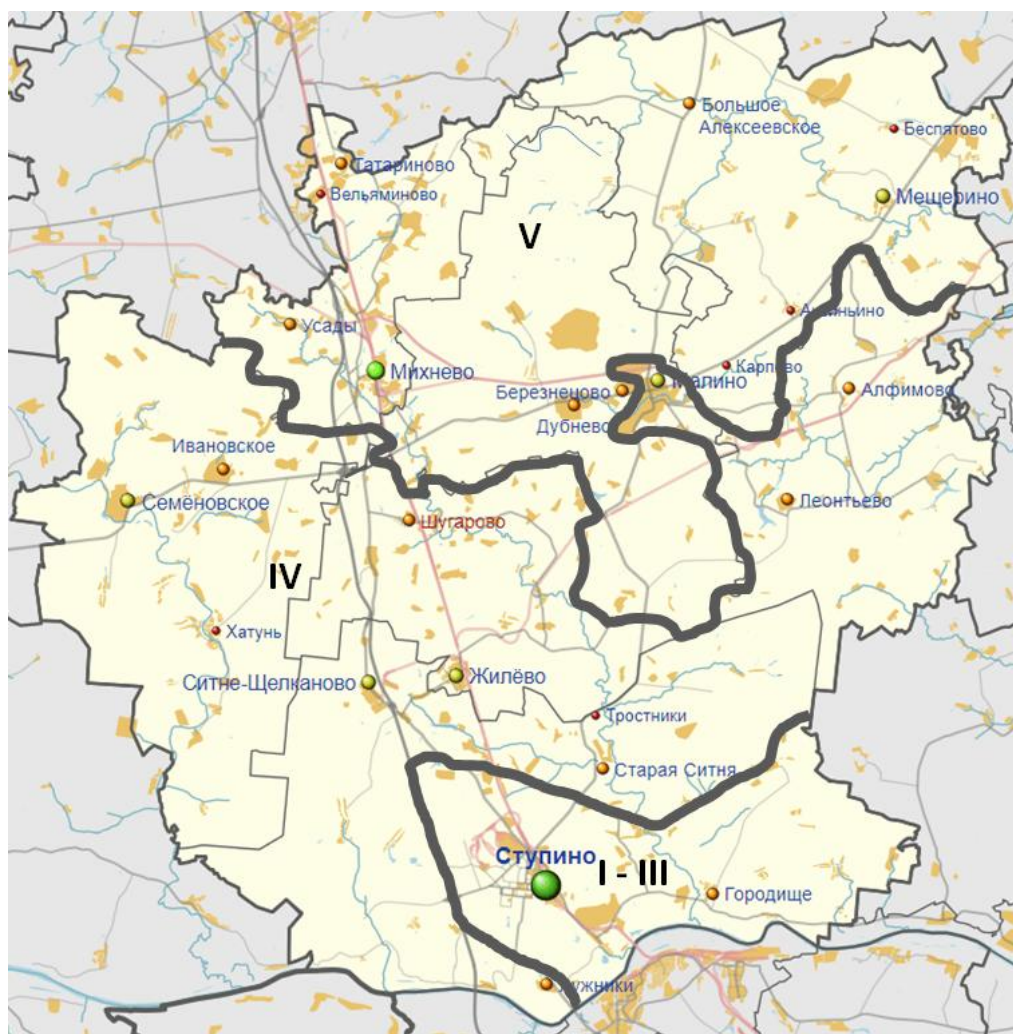 Большое
Алексеевское
Беспятово
Татариново
Вельяминово
Мещерино
V
Усады
Михнево
Карпово
Малино
Березнецово
Алфимово
Дубнево
Ивановское
Семёновское
Леонтьево
Шугарово
IV
Хатунь
Ситне-Щелканово
Жилёво
Тростники
Старая Ситня
Ступино
I - III
Городище